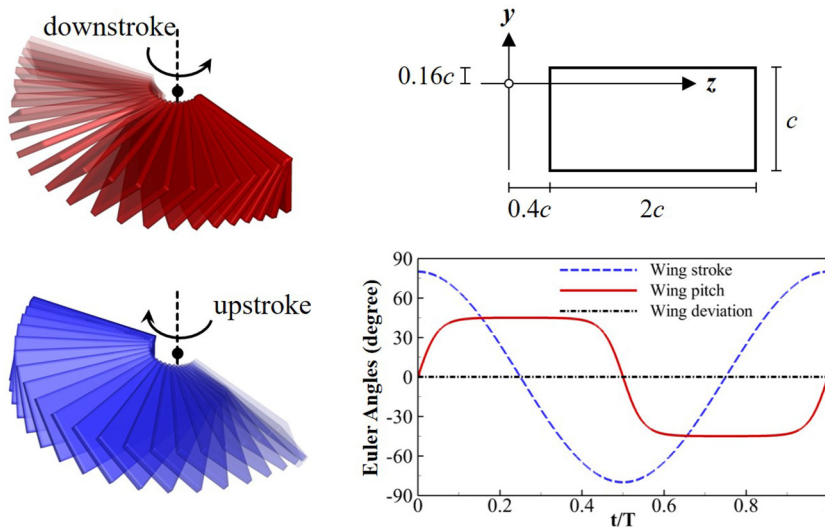 downstroke
y
0.16c
z
c
0.4c
2c
upstroke
Euler Angles (degree)
90
60
30
0
-30
-60
-90
Wing stroke
Wing pitch
Wing deviation
0
0.2
0.4
0.6
0.8
1
t/T